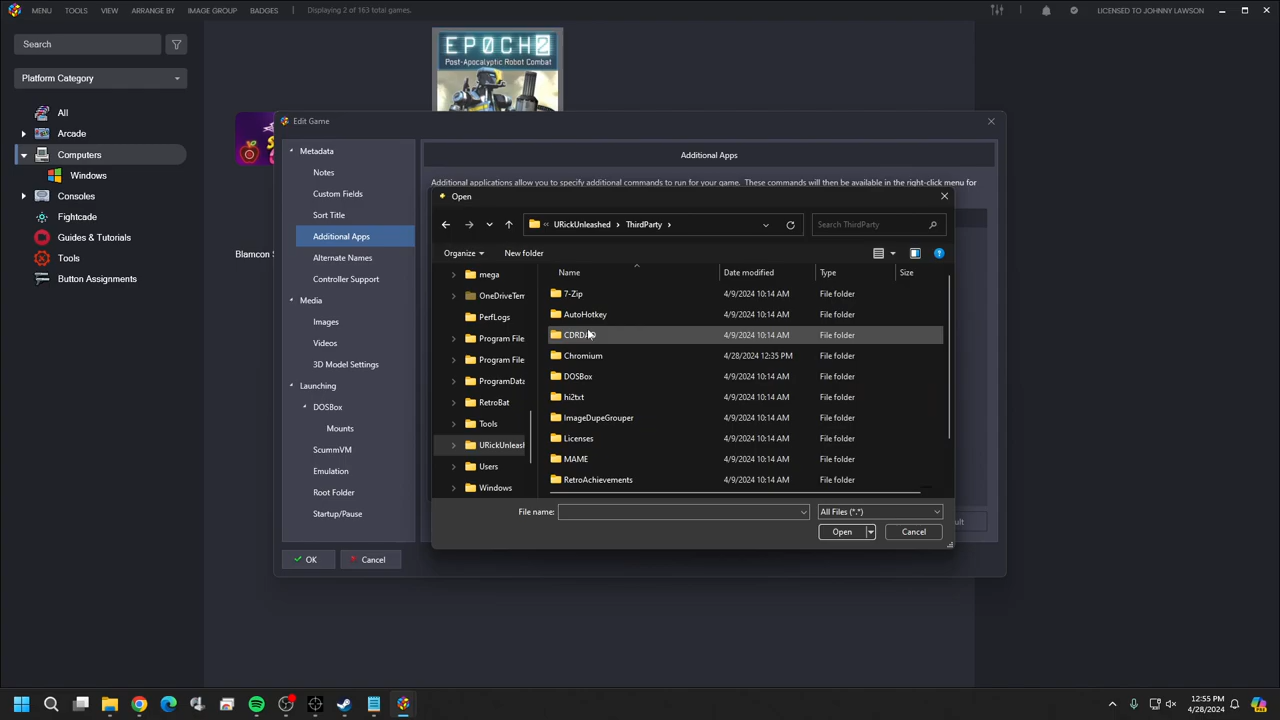 MENU TOOLS VIEW ARRANGE BY IMAGE GROUP BADGES Displaying 2 of 163 total games. LICENSED TO JOHNNY LAWSON
Search
Platform Category
All
Arcade
Computers
Windows
Consoles
Fightcade
Guides & Tutorials
Tools
Button Assignments
EPOCH2
Post-Apocalyptic Robot Combat
Blamcon S
Edit Game
Metadata
Notes
Custom Fields
Sort Title
Additional Apps
Alternate Names
Controller Support
Media
Images
Videos
3D Model Settings
Launching
DOSBox
Mounts
ScummVM
Emulation
Root Folder
Startup/Pause
OK Cancel
Additional Apps
Additional applications allow you to specify additional commands to run for your game. These commands will then be available in the right-click menu for
Open
« URickUnleashed › ThirdParty › Search ThirdParty
Organize New folder
mega
OneDriveTem
PerfLogs
Program File
Program File
ProgramData
RetroBat
Tools
URickUnleash
Users
Windows
Name Date modified Type Size
7-Zip 4/9/2024 10:14 AM File folder
AutoHotkey 4/9/2024 10:14 AM File folder
CDRDAO 4/9/2024 10:14 AM File folder
Chromium 4/28/2024 12:35 PM File folder
DOSBox 4/9/2024 10:14 AM File folder
hi2txt 4/9/2024 10:14 AM File folder
ImageDupeGrouper 4/9/2024 10:14 AM File folder
Licenses 4/9/2024 10:14 AM File folder
MAME 4/9/2024 10:14 AM File folder
RetroAchievements 4/9/2024 10:14 AM File folder
File name: All Files (*.*)
Open Cancel
ult
12:55 PM
4/28/2024